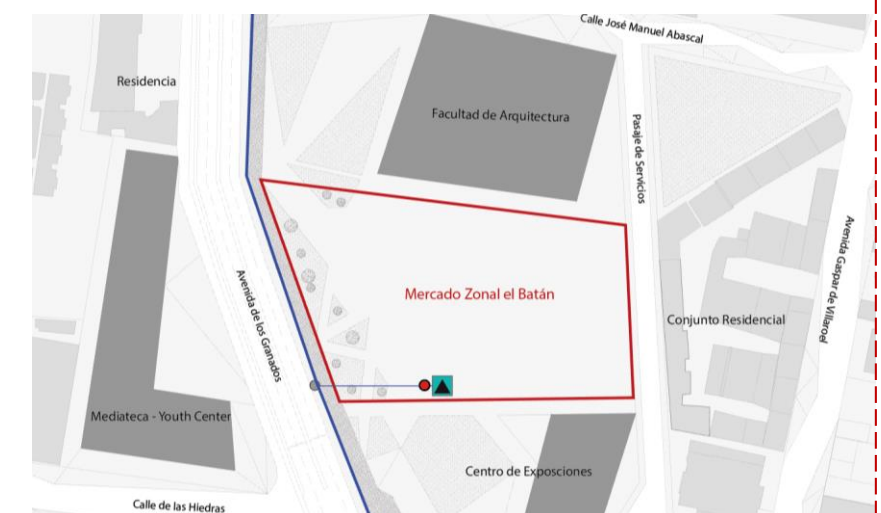 Calle José Manuel Abascal
Residencia
Facultad de Arquitectura
Pasaje de Servicios
Avenida de los Granados
Mercado Zonal el Batán
Avenida Gaspar de Villaroel
Conjunto Residencial
Mediateca - Youth Center
Centro de Exposciones
Calle de las Hiedras